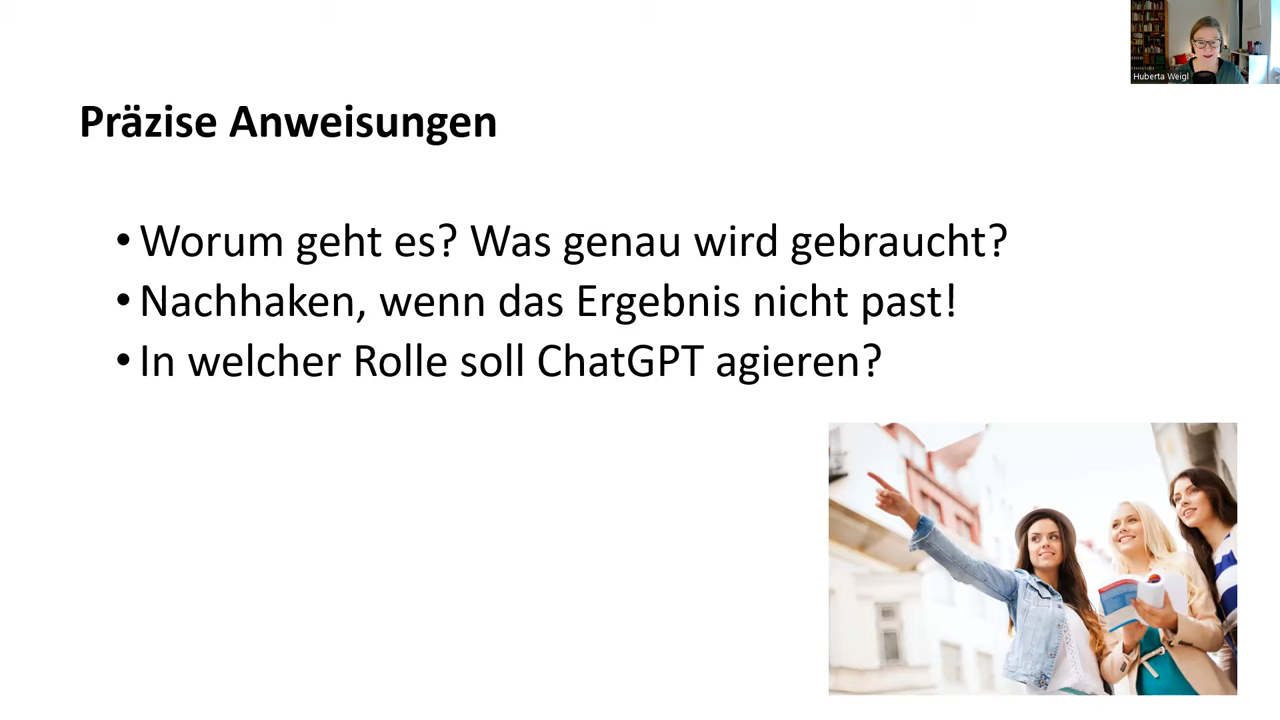 Huberta Weigl
Präzise Anweisungen
• Worum geht es? Was genau wird gebraucht?
• Nachhaken, wenn das Ergebnis nicht past!
• In welcher Rolle soll ChatGPT agieren?